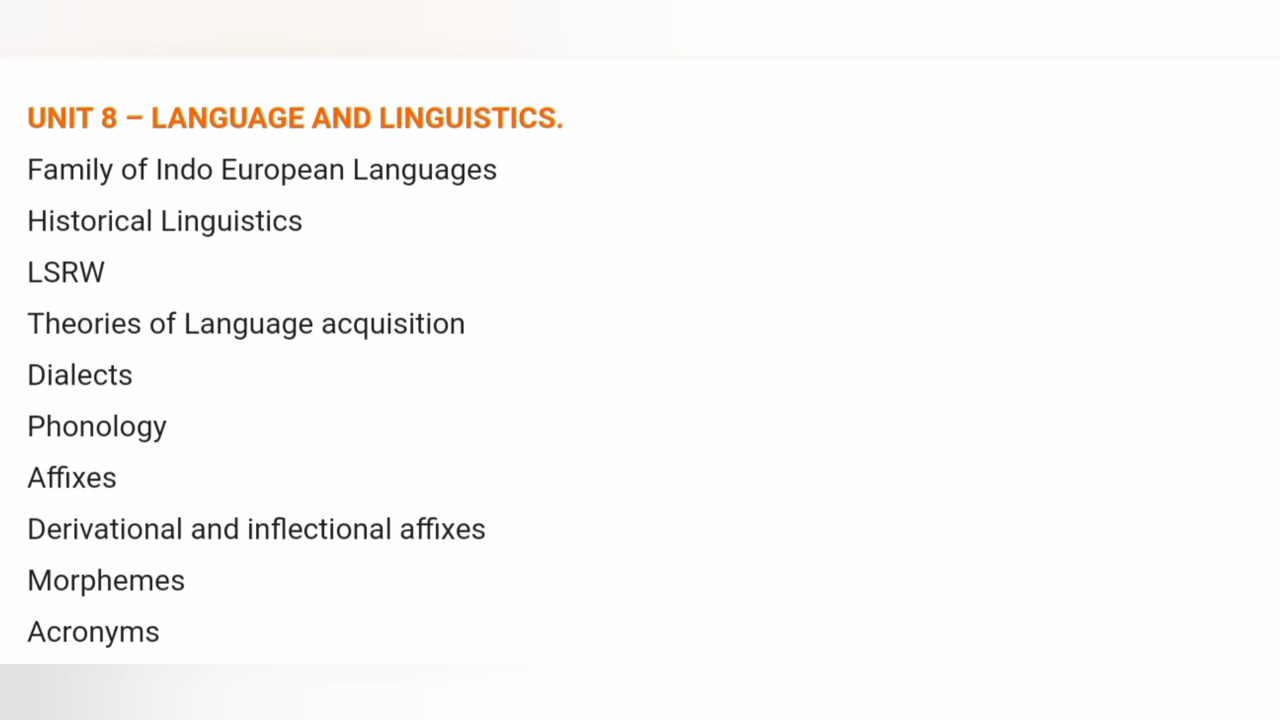 UNIT 8 – LANGUAGE AND LINGUISTICS.
Family of Indo European Languages
Historical Linguistics
LSRW
Theories of Language acquisition
Dialects
Phonology
Affixes
Derivational and inflectional affixes
Morphemes
Acronyms